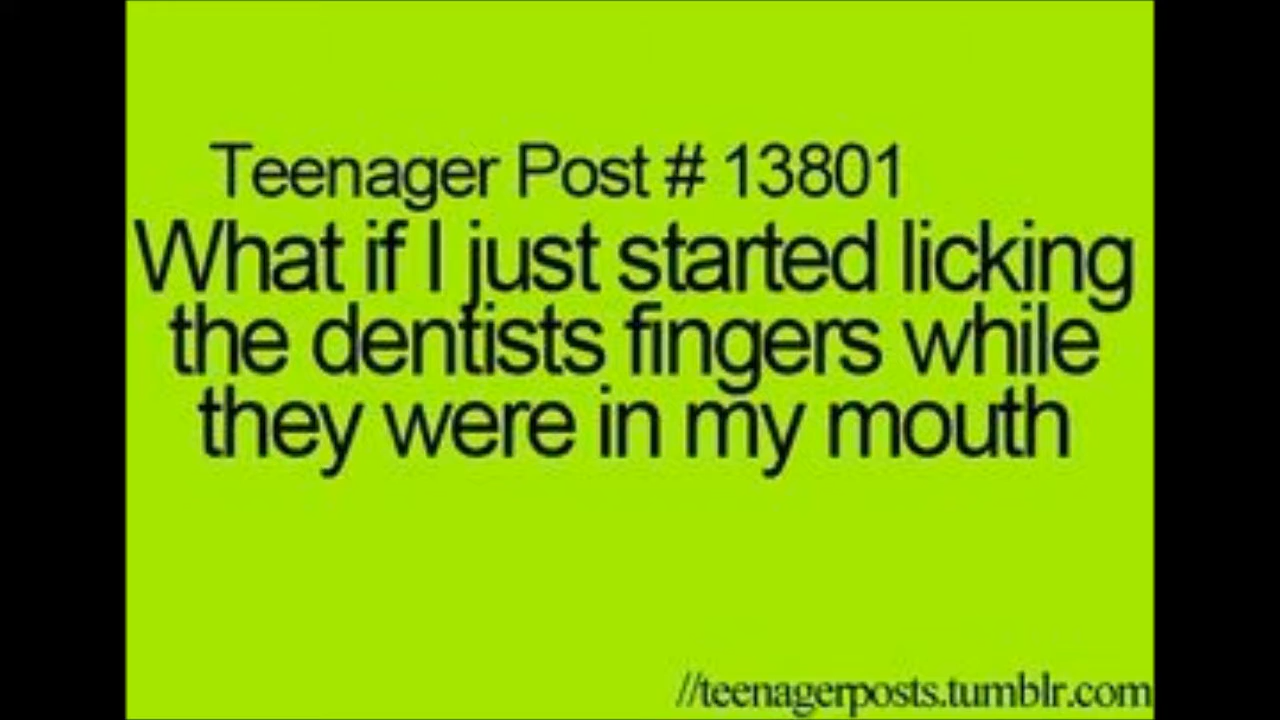 Teenager Post # 13801
What if I just started licking
the dentists fingers while
they were in my mouth
//teenagerposts.tumblr.com